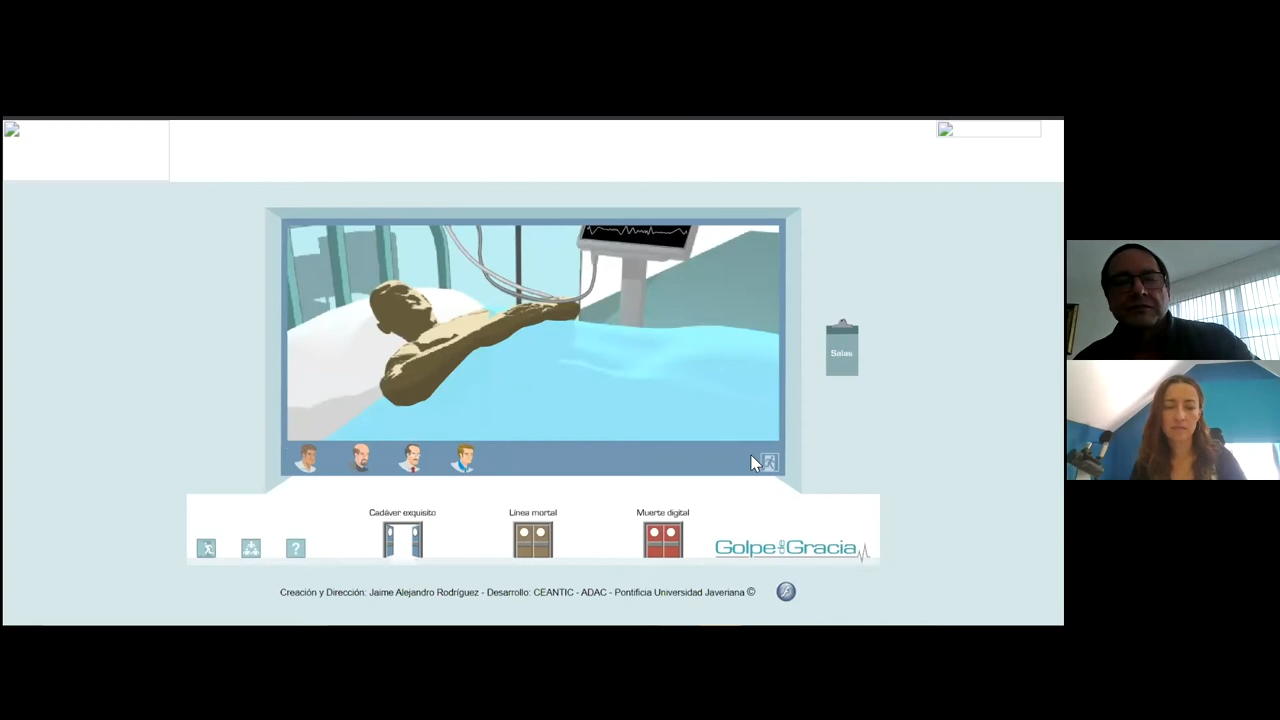 Salas
Cadáver exquisito
Línea mortal
Muerte digital
?
Golpe de Gracia
Creación y Dirección: Jaime Alejandro Rodríguez - Desarrollo: CEANTIC - ADAC - Pontificia Universidad Javeriana ©